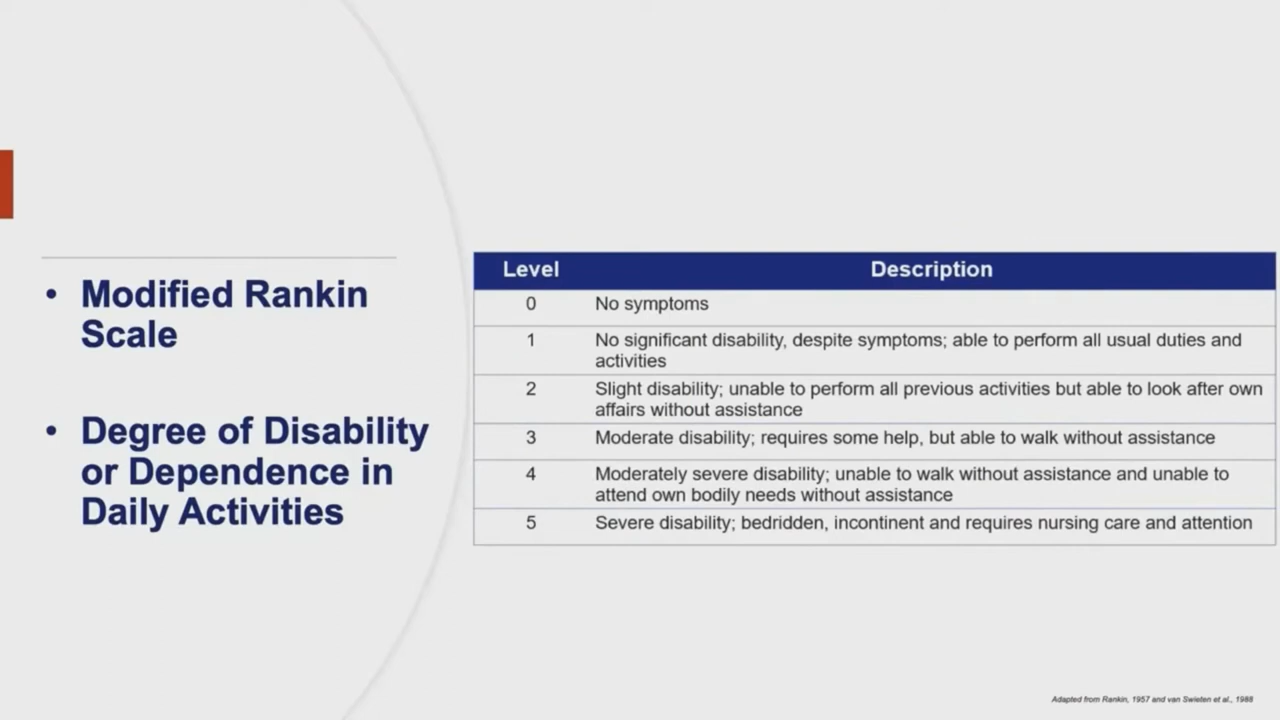 • Modified Rankin
Scale
• Degree of Disability
or Dependence in
Daily Activities
Level Description
0 No symptoms
1 No significant disability, despite symptoms; able to perform all usual duties and
activities
2 Slight disability; unable to perform all previous activities but able to look after own
affairs without assistance
3 Moderate disability; requires some help, but able to walk without assistance
4 Moderately severe disability; unable to walk without assistance and unable to
attend own bodily needs without assistance
5 Severe disability; bedridden, incontinent and requires nursing care and attention
Adapted from Rankin, 1957 and van Swieten et al., 1988